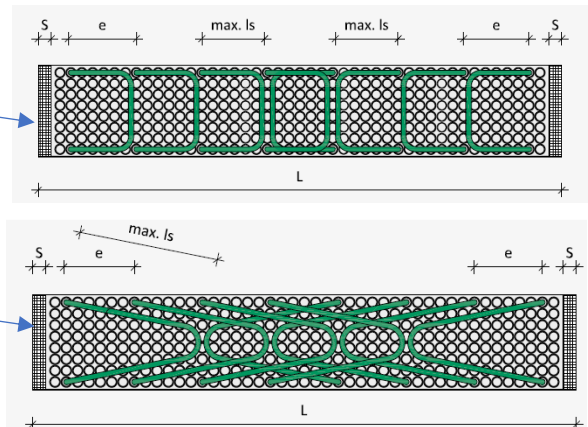 S e max. ls max. ls e S
L
max. ls
S e e S
L